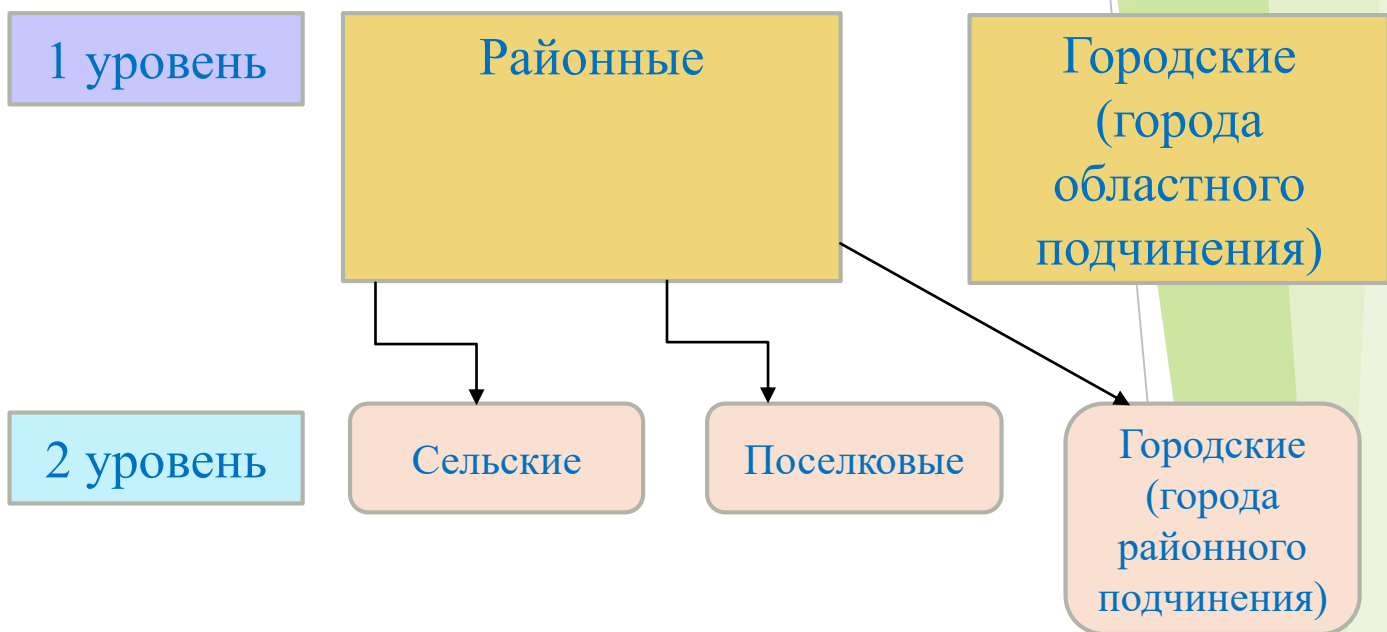 1 уровень
Районные
Городские
(города
областного
подчинения)
2 уровень
Сельские
Поселковые
Городские
(города
районного
подчинения)